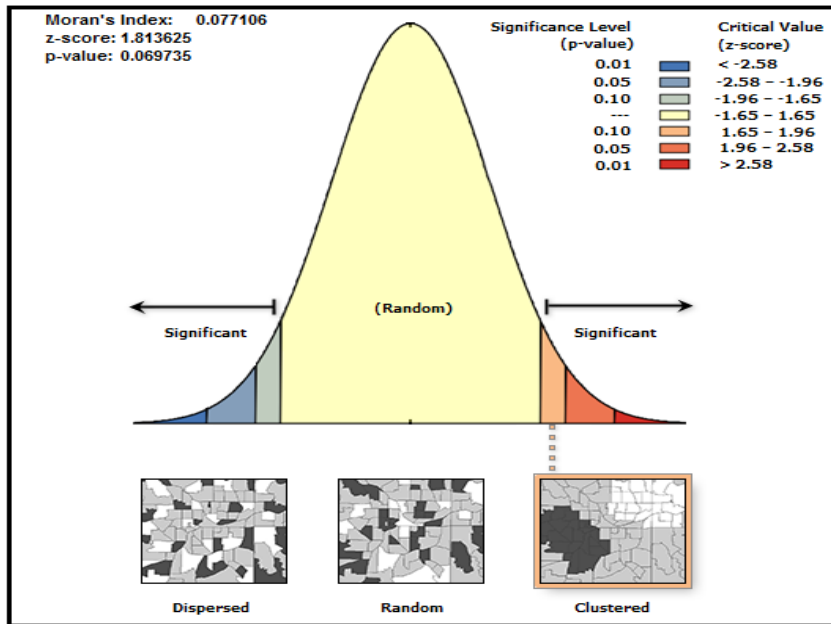 Moran's Index: 0.077106
z-score: 1.813625
p-value: 0.069735
Significance Level
(p-value)
Critical Value
(z-score)
0.01 < -2.58
0.05 -2.58 – -1.96
0.10 -1.96 – -1.65
--- -1.65 – 1.65
0.10 1.65 – 1.96
0.05 1.96 – 2.58
0.01 > 2.58
(Random)
Significant
Significant
Dispersed
Random
Clustered